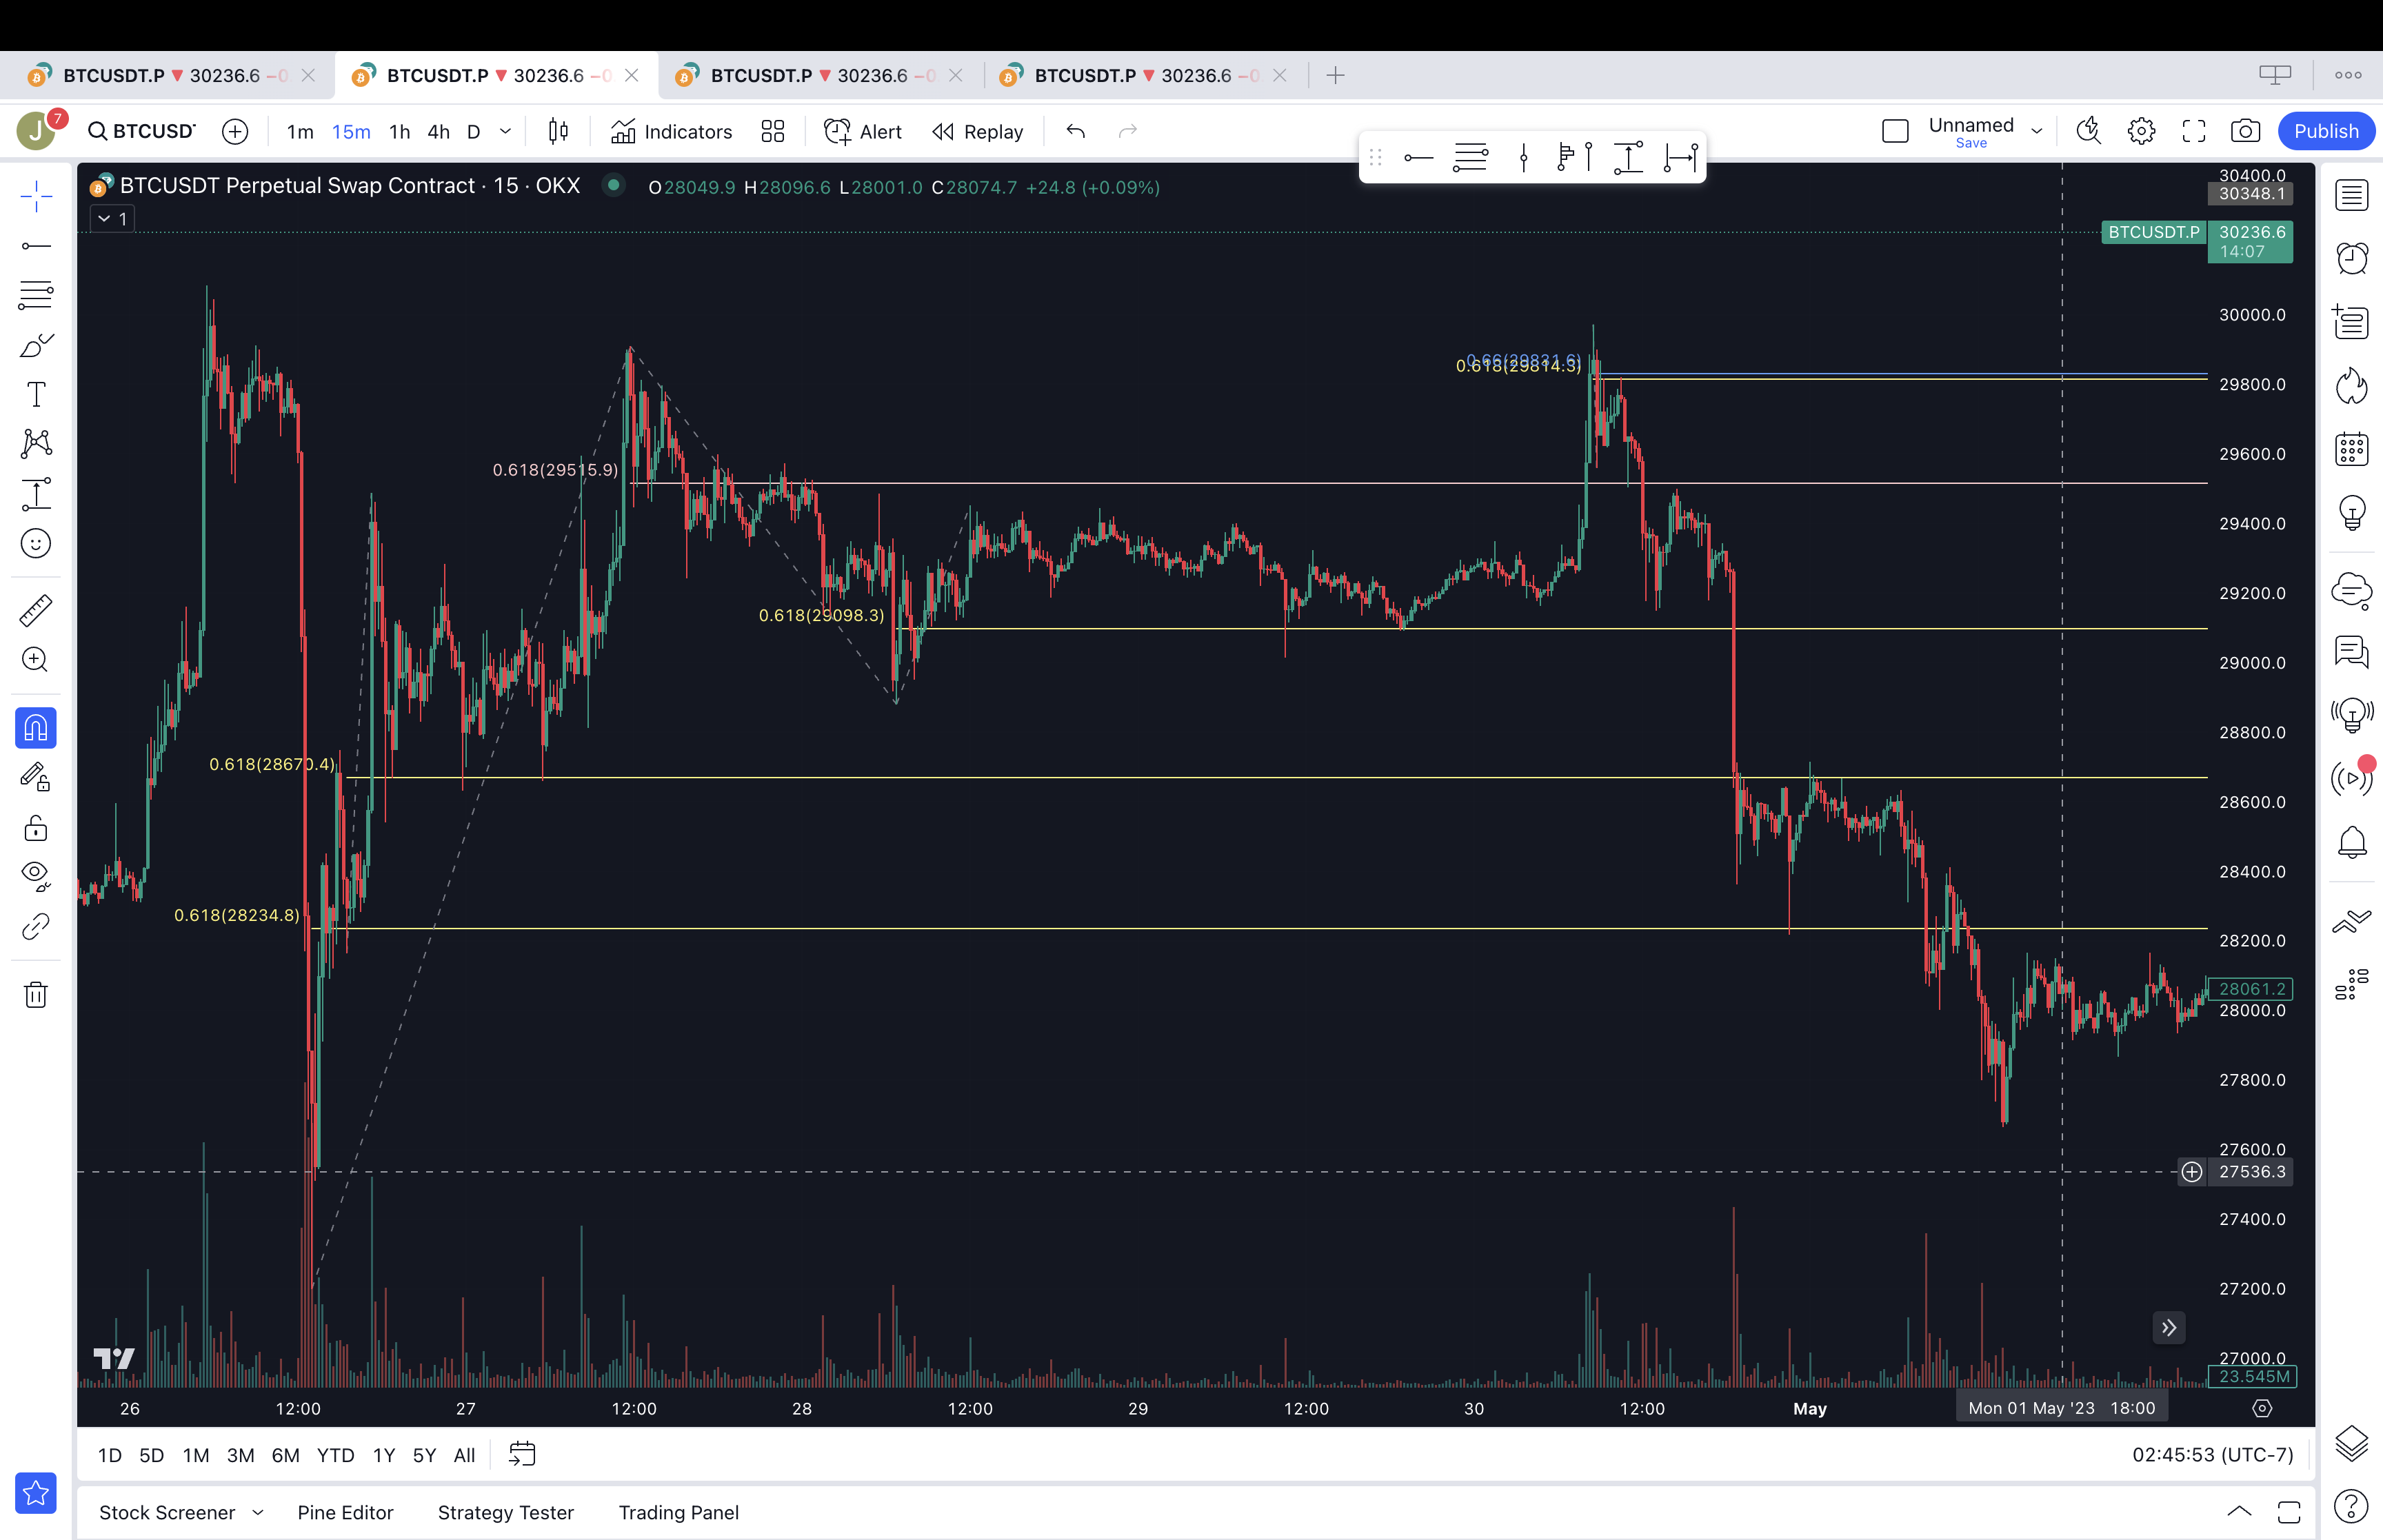 BTCUSDT.P ▼ 30236.6 −0
BTCUSDT.P ▼ 30236.6 −0
BTCUSDT.P ▼ 30236.6 −0
BTCUSDT.P ▼ 30236.6 −0
J 7 BTCUSDT 1m 15m 1h 4h D Indicators Alert Replay
Unnamed
Save
Publish
BTCUSDT Perpetual Swap Contract · 15 · OKX O28049.9 H28096.6 L28001.0 C28074.7 +24.8 (+0.09%)
1
30400.0
30348.1
BTCUSDT.P 30236.6
14:07
30000.0
0.66(29831.6)
0.618(29814.3)
29800.0
29600.0
0.618(29515.9)
29400.0
29200.0
0.618(29098.3)
29000.0
28800.0
0.618(28670.4)
28600.0
28400.0
0.618(28234.8)
28200.0
28061.2
28000.0
27800.0
27600.0
27536.3
27400.0
27200.0
27000.0
23.545M
26 12:00 27 12:00 28 12:00 29 12:00 30 12:00 May Mon 01 May '23 18:00
1D 5D 1M 3M 6M YTD 1Y 5Y All 02:45:53 (UTC-7)
Stock Screener Pine Editor Strategy Tester Trading Panel